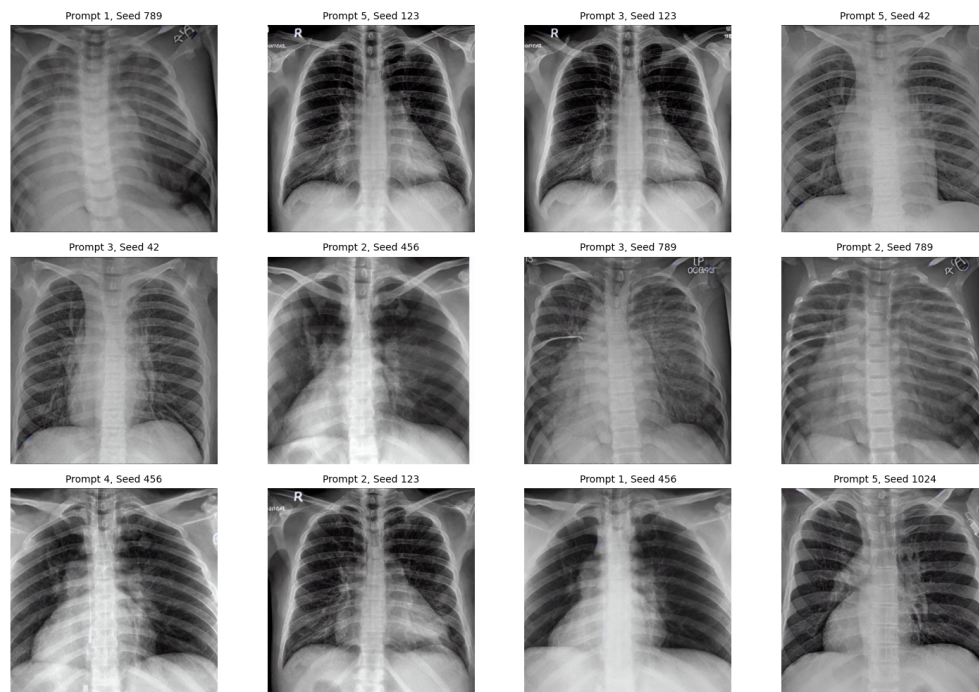 Prompt 1, Seed 789
Prompt 5, Seed 123
Prompt 3, Seed 123
Prompt 5, Seed 42
R
R
Prompt 3, Seed 42
Prompt 2, Seed 456
Prompt 3, Seed 789
Prompt 2, Seed 789
Prompt 4, Seed 456
Prompt 2, Seed 123
Prompt 1, Seed 456
Prompt 5, Seed 1024
R